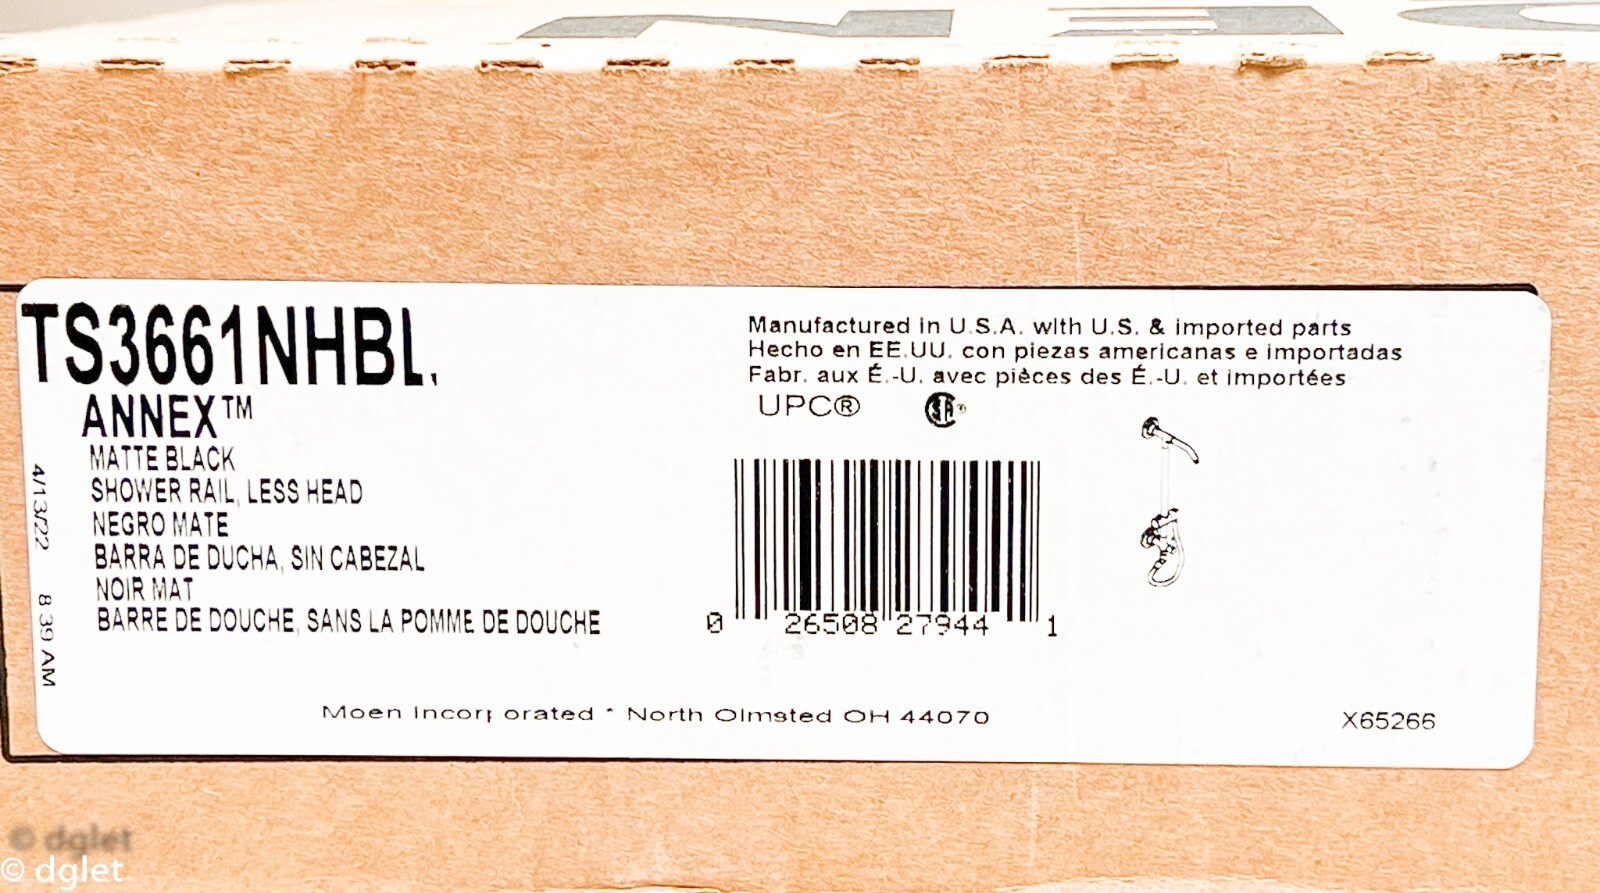 TS3661NHBL
ANNEX™
MATTE BLACK
SHOWER RAIL, LESS HEAD
NEGRO MATE
BARRA DE DUCHA, SIN CABEZAL
NOIR MAT
BARRE DE DOUCHE, SANS LA POMME DE DOUCHE
4/13/22 8 39 AM
Manufactured in U.S.A. with U.S. & imported parts
Hecho en EE.UU. con piezas americanas e importadas
Fabr. aux É.-U. avec pièces des É.-U. et importées
UPC®
0 26508 27944 1
Moen Incorporated * North Olmsted OH 44070
X65266
© dglet
© dglet